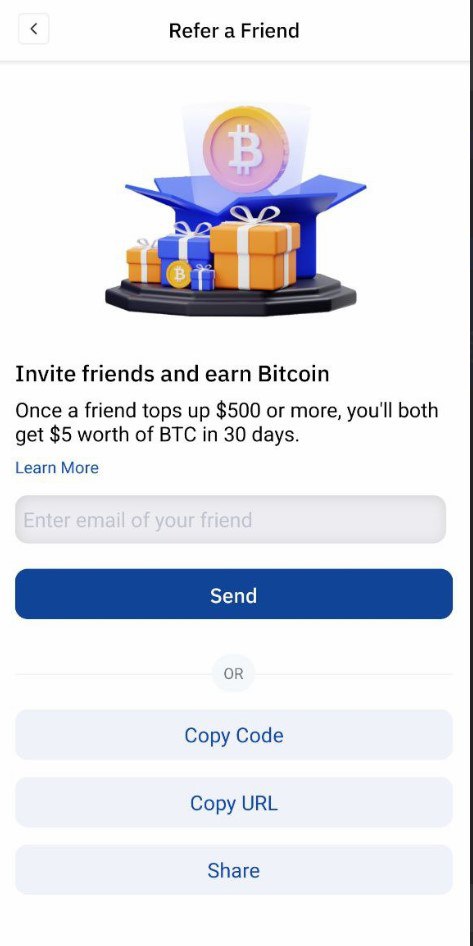 Refer a Friend
Invite friends and earn Bitcoin
Once a friend tops up $500 or more, you'll both
get $5 worth of BTC in 30 days.
Learn More
Enter email of your friend
Send
OR
Copy Code
Copy URL
Share